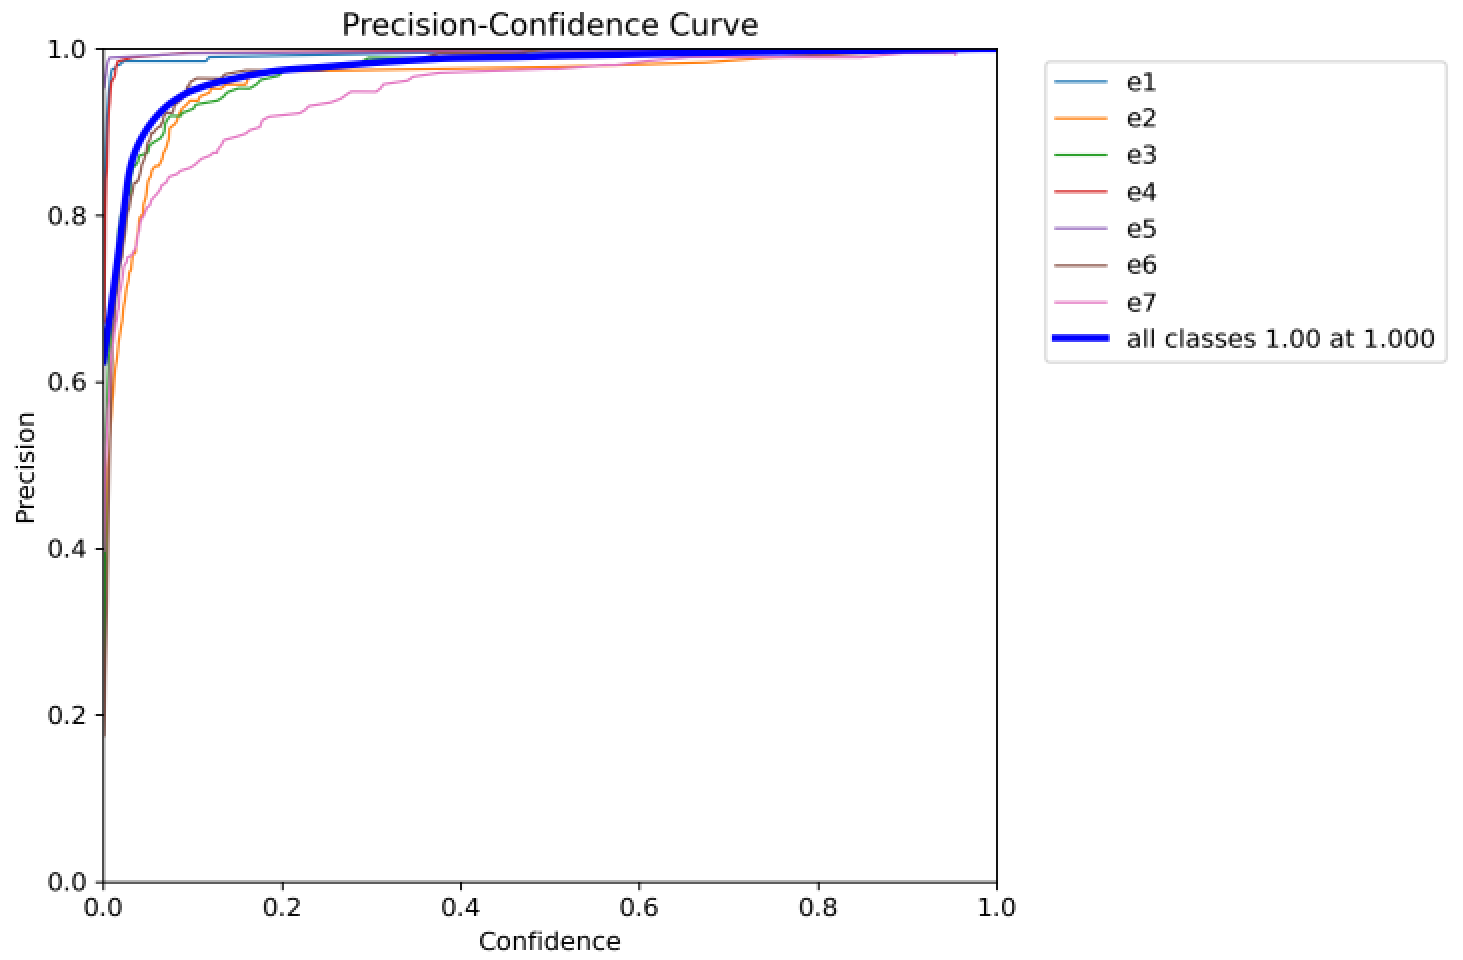 Precision-Confidence Curve
1.0
0.8
0.6
0.4
0.2
0.0
Precision
0.0 0.2 0.4 0.6 0.8 1.0
Confidence
e1
e2
e3
e4
e5
e6
e7
all classes 1.00 at 1.000